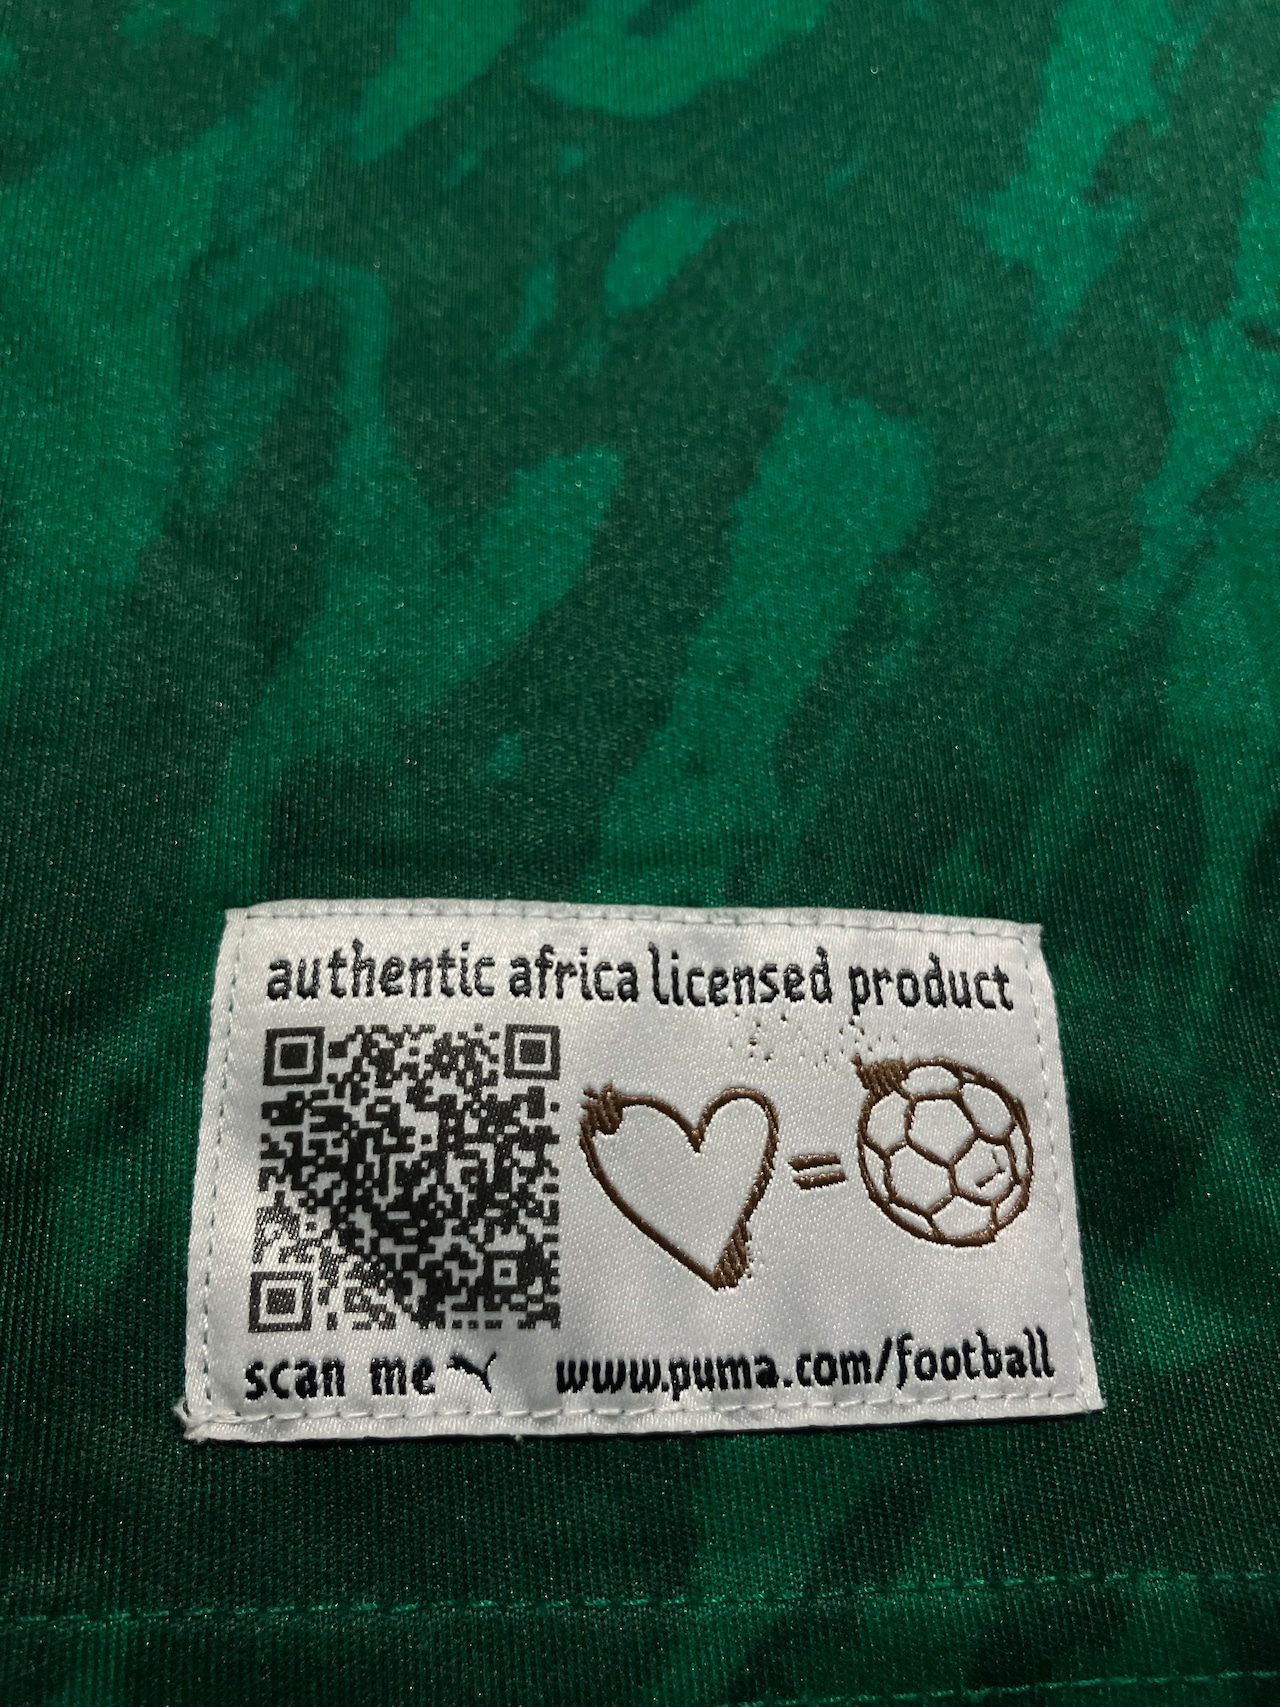 authentic africa licensed product
=
scan me
www.puma.com/football